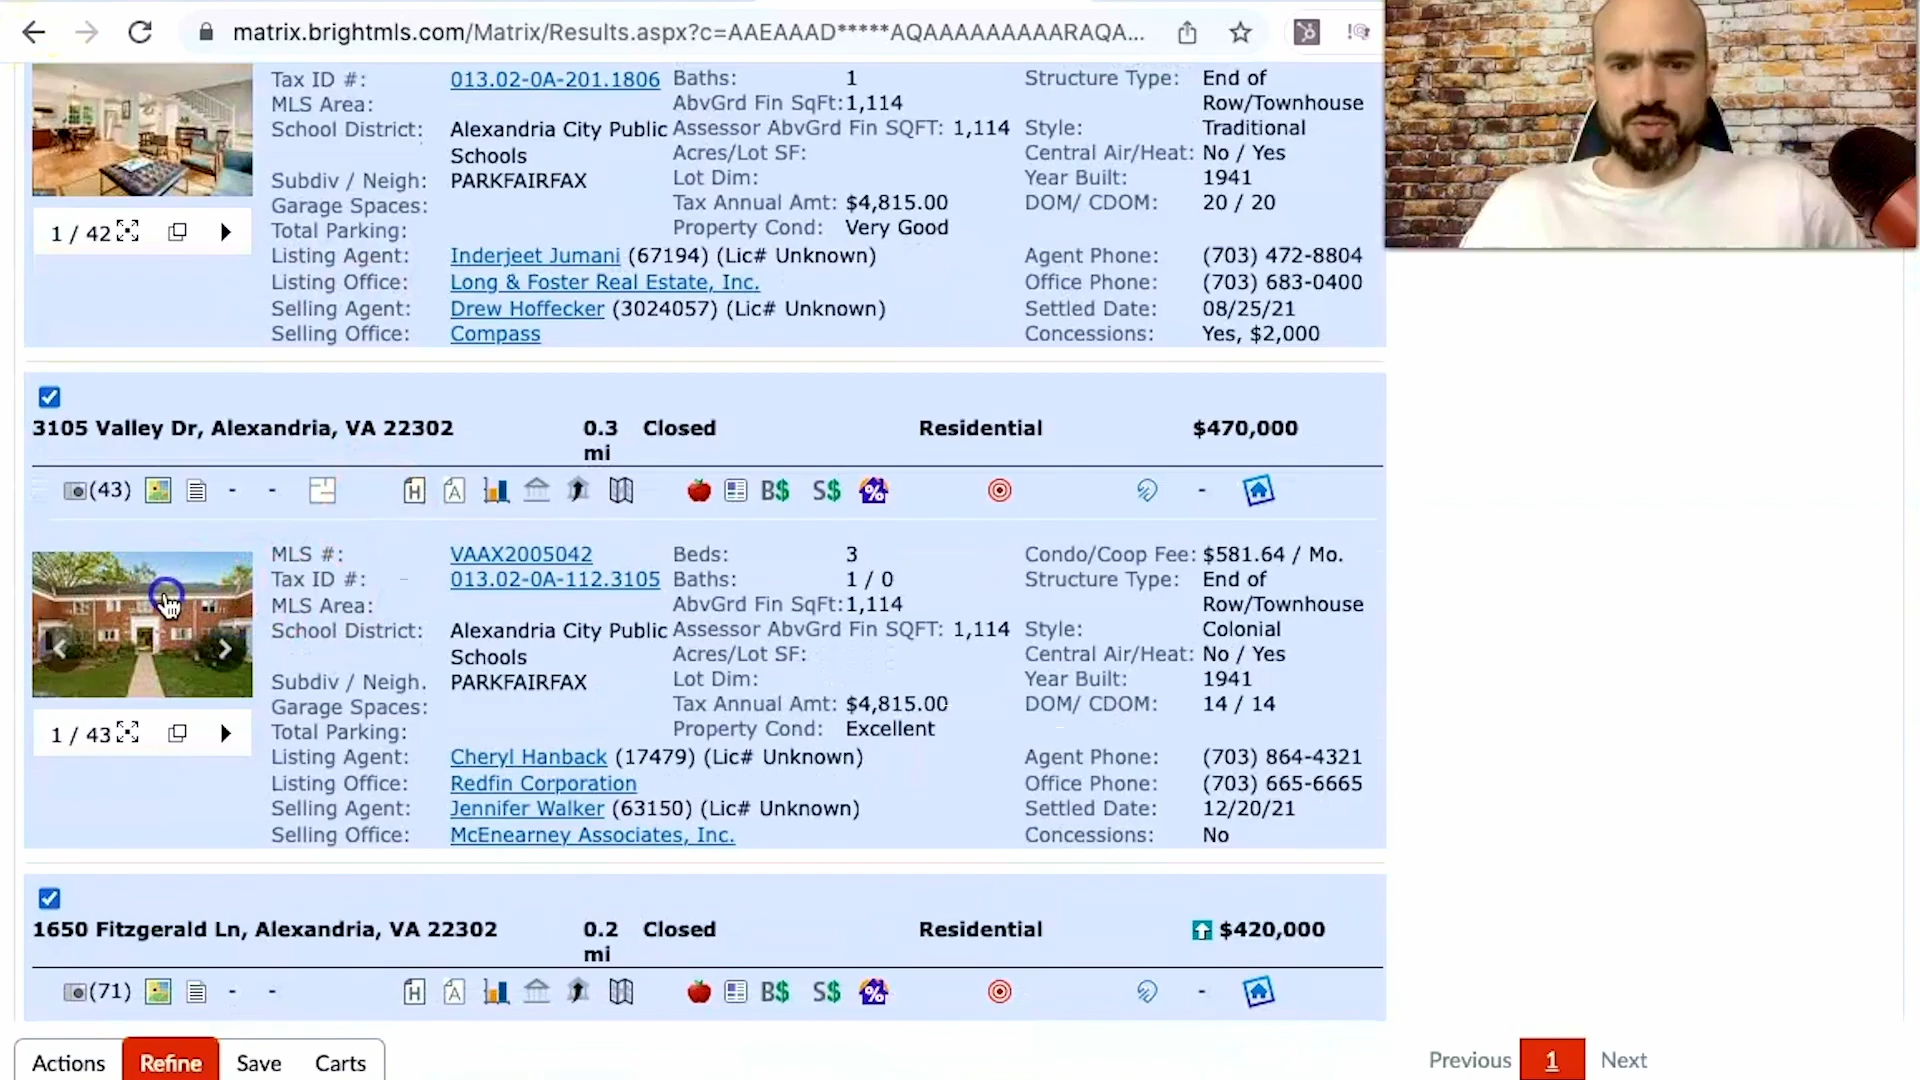 matrix.brightmls.com/Matrix/Results.aspx?c=AAEAAAD*****AQAAAAAAAAARAQA...
Tax ID #: 013.02-0A-201.1806 Baths: 1 Structure Type: End of
MLS Area: AbvGrd Fin SqFt: 1,114 Row/Townhouse
School District: Alexandria City Public Assessor AbvGrd Fin SQFT: 1,114 Style: Traditional
Schools Acres/Lot SF: Central Air/Heat: No / Yes
Subdiv / Neigh: PARKFAIRFAX Lot Dim: Year Built: 1941
Garage Spaces: Tax Annual Amt: $4,815.00 DOM/ CDOM: 20 / 20
1 / 42 Total Parking: Property Cond: Very Good
Listing Agent: Inderjeet Jumani (67194) (Lic# Unknown) Agent Phone: (703) 472-8804
Listing Office: Long & Foster Real Estate, Inc. Office Phone: (703) 683-0400
Selling Agent: Drew Hoffecker (3024057) (Lic# Unknown) Settled Date: 08/25/21
Selling Office: Compass Concessions: Yes, $2,000
3105 Valley Dr, Alexandria, VA 22302 0.3 mi Closed Residential $470,000
(43) - - H A B$ S$ % -
MLS #: VAAX2005042 Beds: 3 Condo/Coop Fee: $581.64 / Mo.
Tax ID #: 013.02-0A-112.3105 Baths: 1 / 0 Structure Type: End of
MLS Area: AbvGrd Fin SqFt: 1,114 Row/Townhouse
School District: Alexandria City Public Assessor AbvGrd Fin SQFT: 1,114 Style: Colonial
Schools Acres/Lot SF: Central Air/Heat: No / Yes
Subdiv / Neigh. PARKFAIRFAX Lot Dim: Year Built: 1941
Garage Spaces: Tax Annual Amt: $4,815.00 DOM/ CDOM: 14 / 14
1 / 43 Total Parking: Property Cond: Excellent
Listing Agent: Cheryl Hanback (17479) (Lic# Unknown) Agent Phone: (703) 864-4321
Listing Office: Redfin Corporation Office Phone: (703) 665-6665
Selling Agent: Jennifer Walker (63150) (Lic# Unknown) Settled Date: 12/20/21
Selling Office: McEnearney Associates, Inc. Concessions: No
1650 Fitzgerald Ln, Alexandria, VA 22302 0.2 mi Closed Residential $420,000
(71) - - H A B$ S$ % -
Actions Refine Save Carts Previous 1 Next